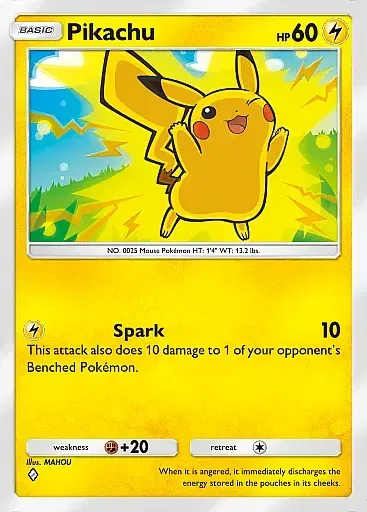 BASIC Pikachu HP 60
NO. 0025 Mouse Pokémon HT: 1'4" WT: 13.2 lbs.
Spark 10
This attack also does 10 damage to 1 of your opponent's
Benched Pokémon.
weakness +20 retreat
Illus. MAHOU
When it is angered, it immediately discharges the
energy stored in the pouches in its cheeks.